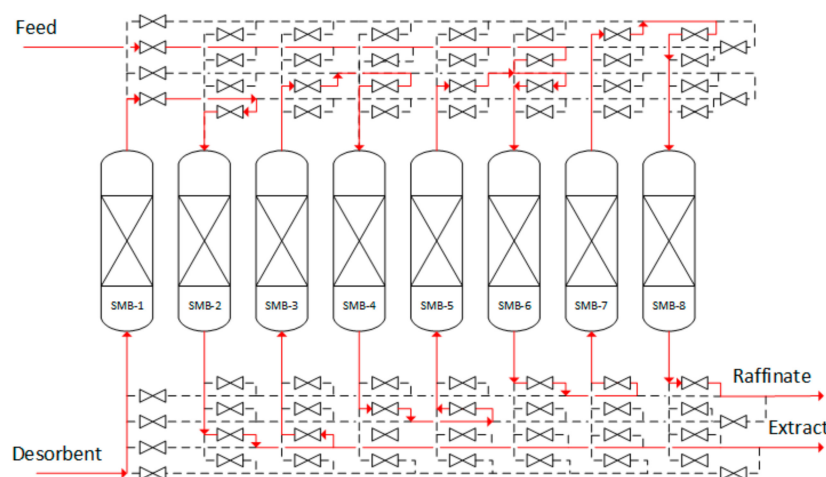 Feed
SMB-1 SMB-2 SMB-3 SMB-4 SMB-5 SMB-6 SMB-7 SMB-8
Raffinate
Extract
Desorbent